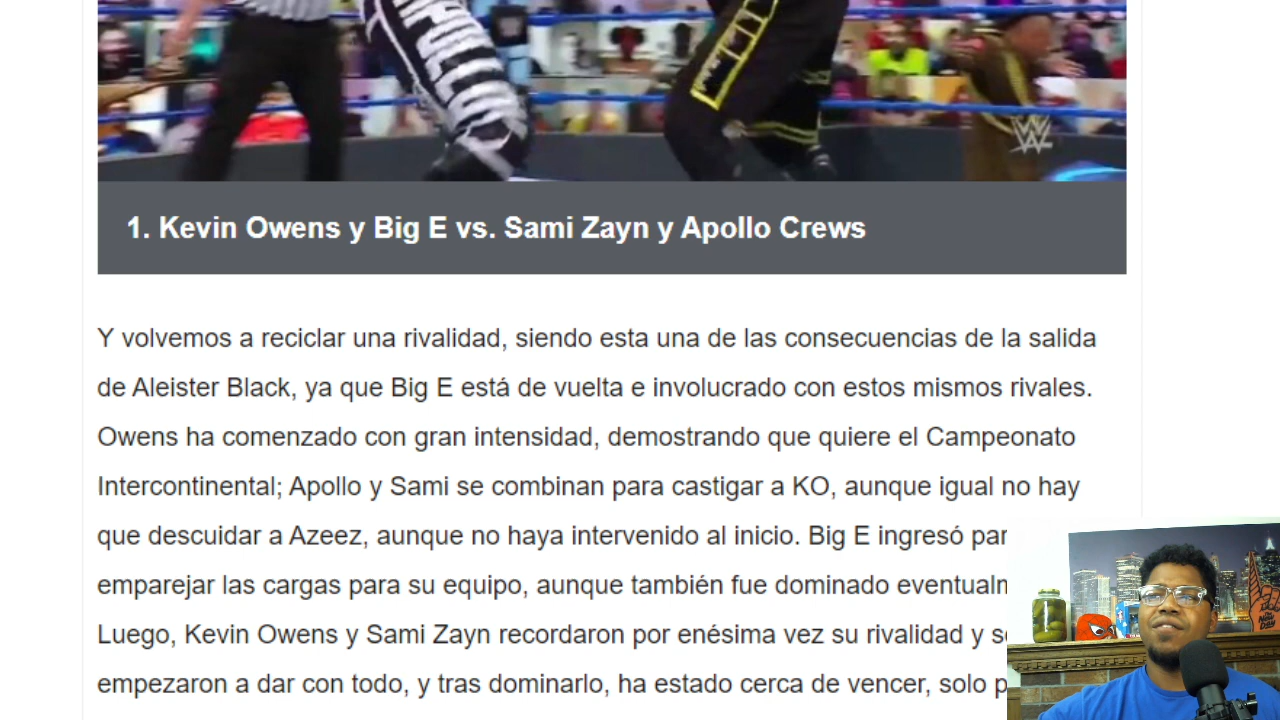 1. Kevin Owens y Big E vs. Sami Zayn y Apollo Crews
Y volvemos a reciclar una rivalidad, siendo esta una de las consecuencias de la salida
de Aleister Black, ya que Big E está de vuelta e involucrado con estos mismos rivales.
Owens ha comenzado con gran intensidad, demostrando que quiere el Campeonato
Intercontinental; Apollo y Sami se combinan para castigar a KO, aunque igual no hay
que descuidar a Azeez, aunque no haya intervenido al inicio. Big E ingresó par
emparejar las cargas para su equipo, aunque también fue dominado eventualm
Luego, Kevin Owens y Sami Zayn recordaron por enésima vez su rivalidad y s
empezaron a dar con todo, y tras dominarlo, ha estado cerca de vencer, solo p